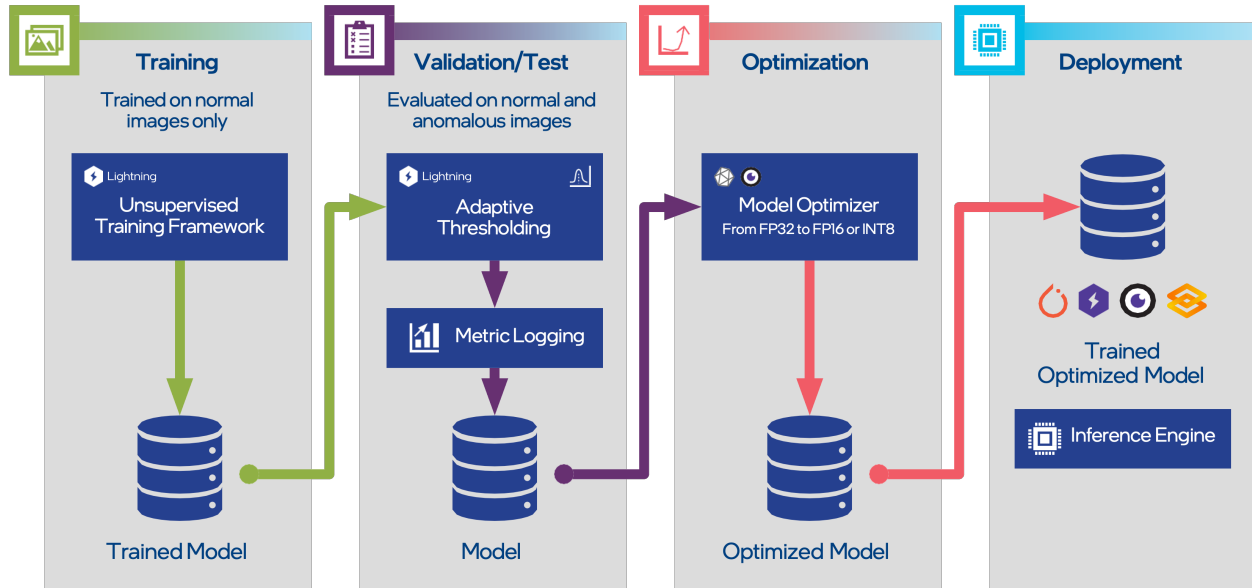 Training
Trained on normal
images only
Lightning
Unsupervised
Training Framework
Trained Model
Validation/Test
Evaluated on normal and
anomalous images
Lightning
Adaptive
Thresholding
Metric Logging
Model
Optimization
Model Optimizer
From FP32 to FP16 or INT8
Optimized Model
Deployment
Trained
Optimized Model
Inference Engine